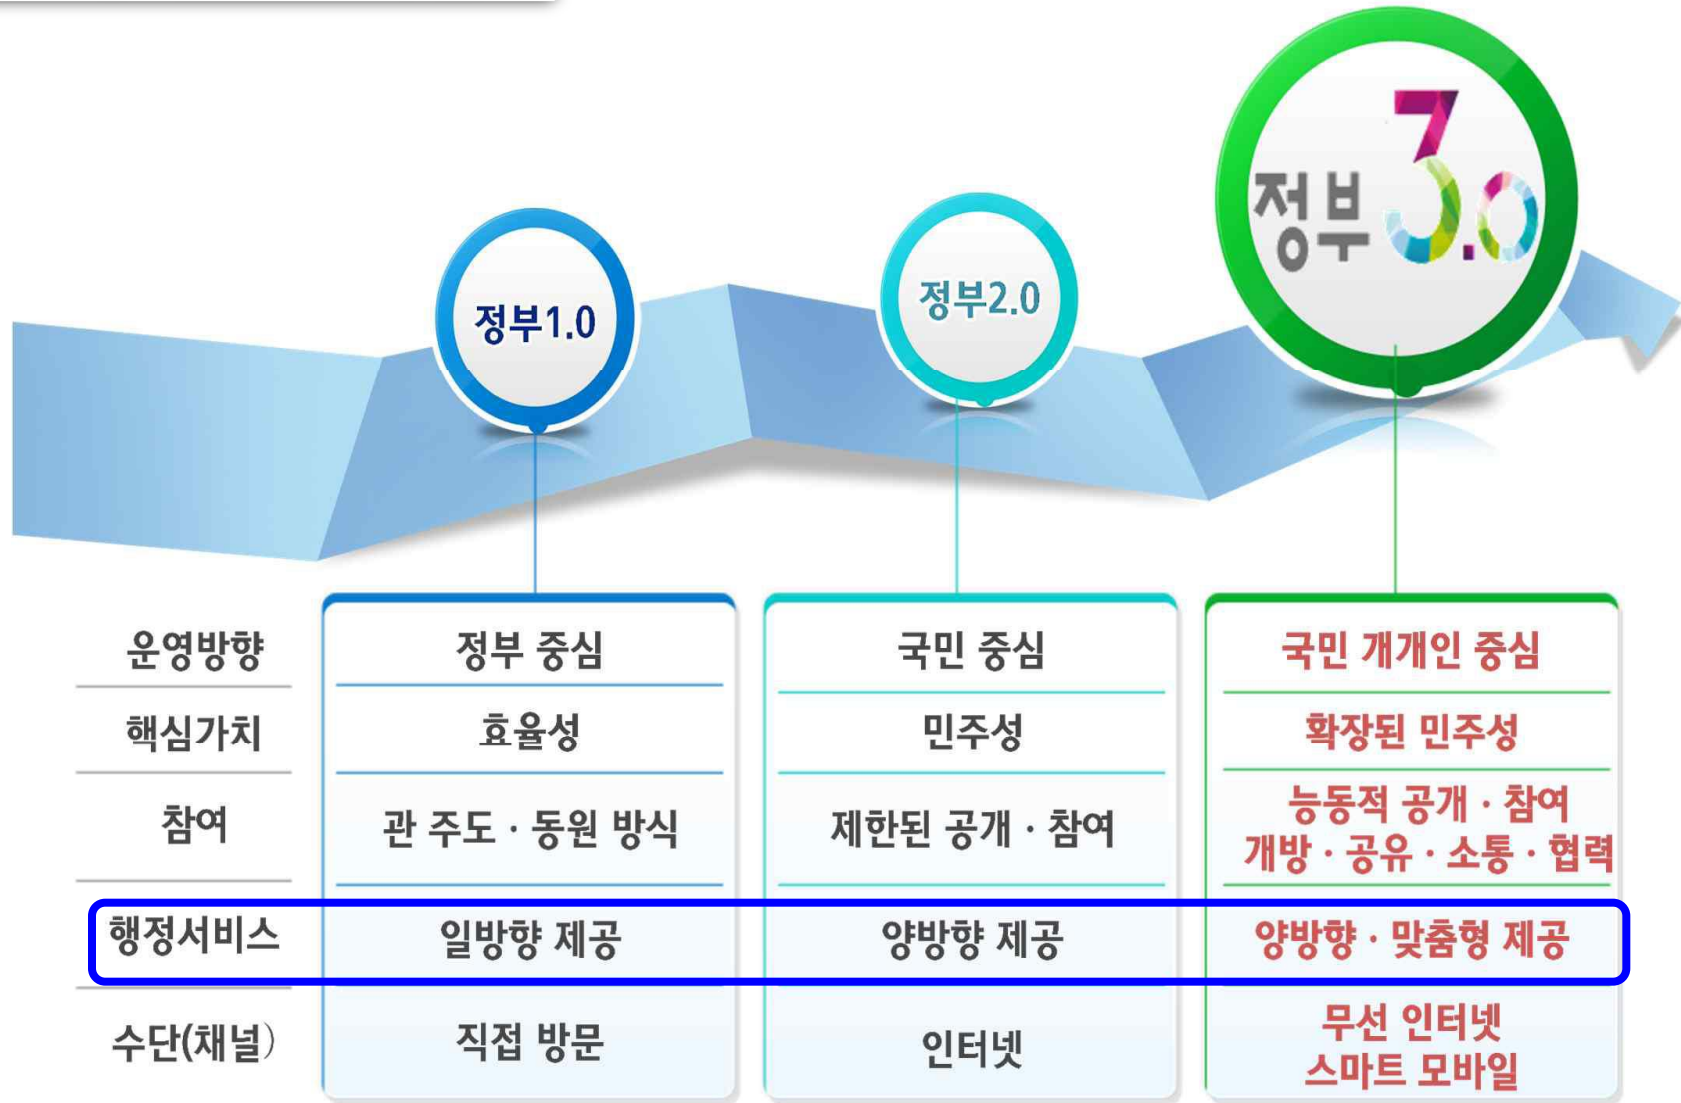 정부1.0
정부2.0
정부3.0
운영방향 정부 중심 국민 중심 국민 개개인 중심
핵심가치 효율성 민주성 확장된 민주성
참여 관 주도 · 동원 방식 제한된 공개 · 참여 능동적 공개 · 참여
개방 · 공유 · 소통 · 협력
행정서비스 일방향 제공 양방향 제공 양방향 · 맞춤형 제공
수단(채널) 직접 방문 인터넷 무선 인터넷
스마트 모바일